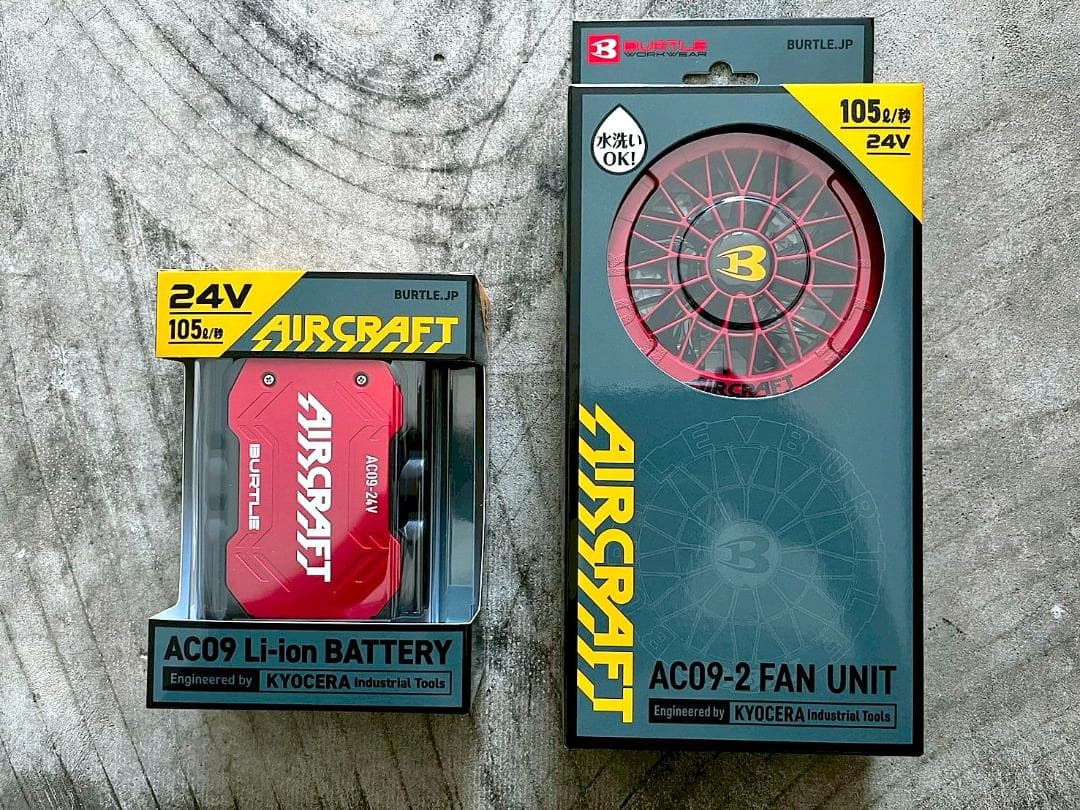 24V
105ℓ/秒
BURTLE.JP
AIRCRAFT
AIRCRAFT
BURTLE
AC09-24V
AC09 Li-ion BATTERY
Engineered by KYOCERA Industrial Tools
B BURTLE
WORKWEAR
BURTLE.JP
105ℓ/秒
24V
水洗い
OK!
B
AIRCRAFT
AIRCRAFT
B
AC09-2 FAN UNIT
Engineered by KYOCERA Industrial Tools